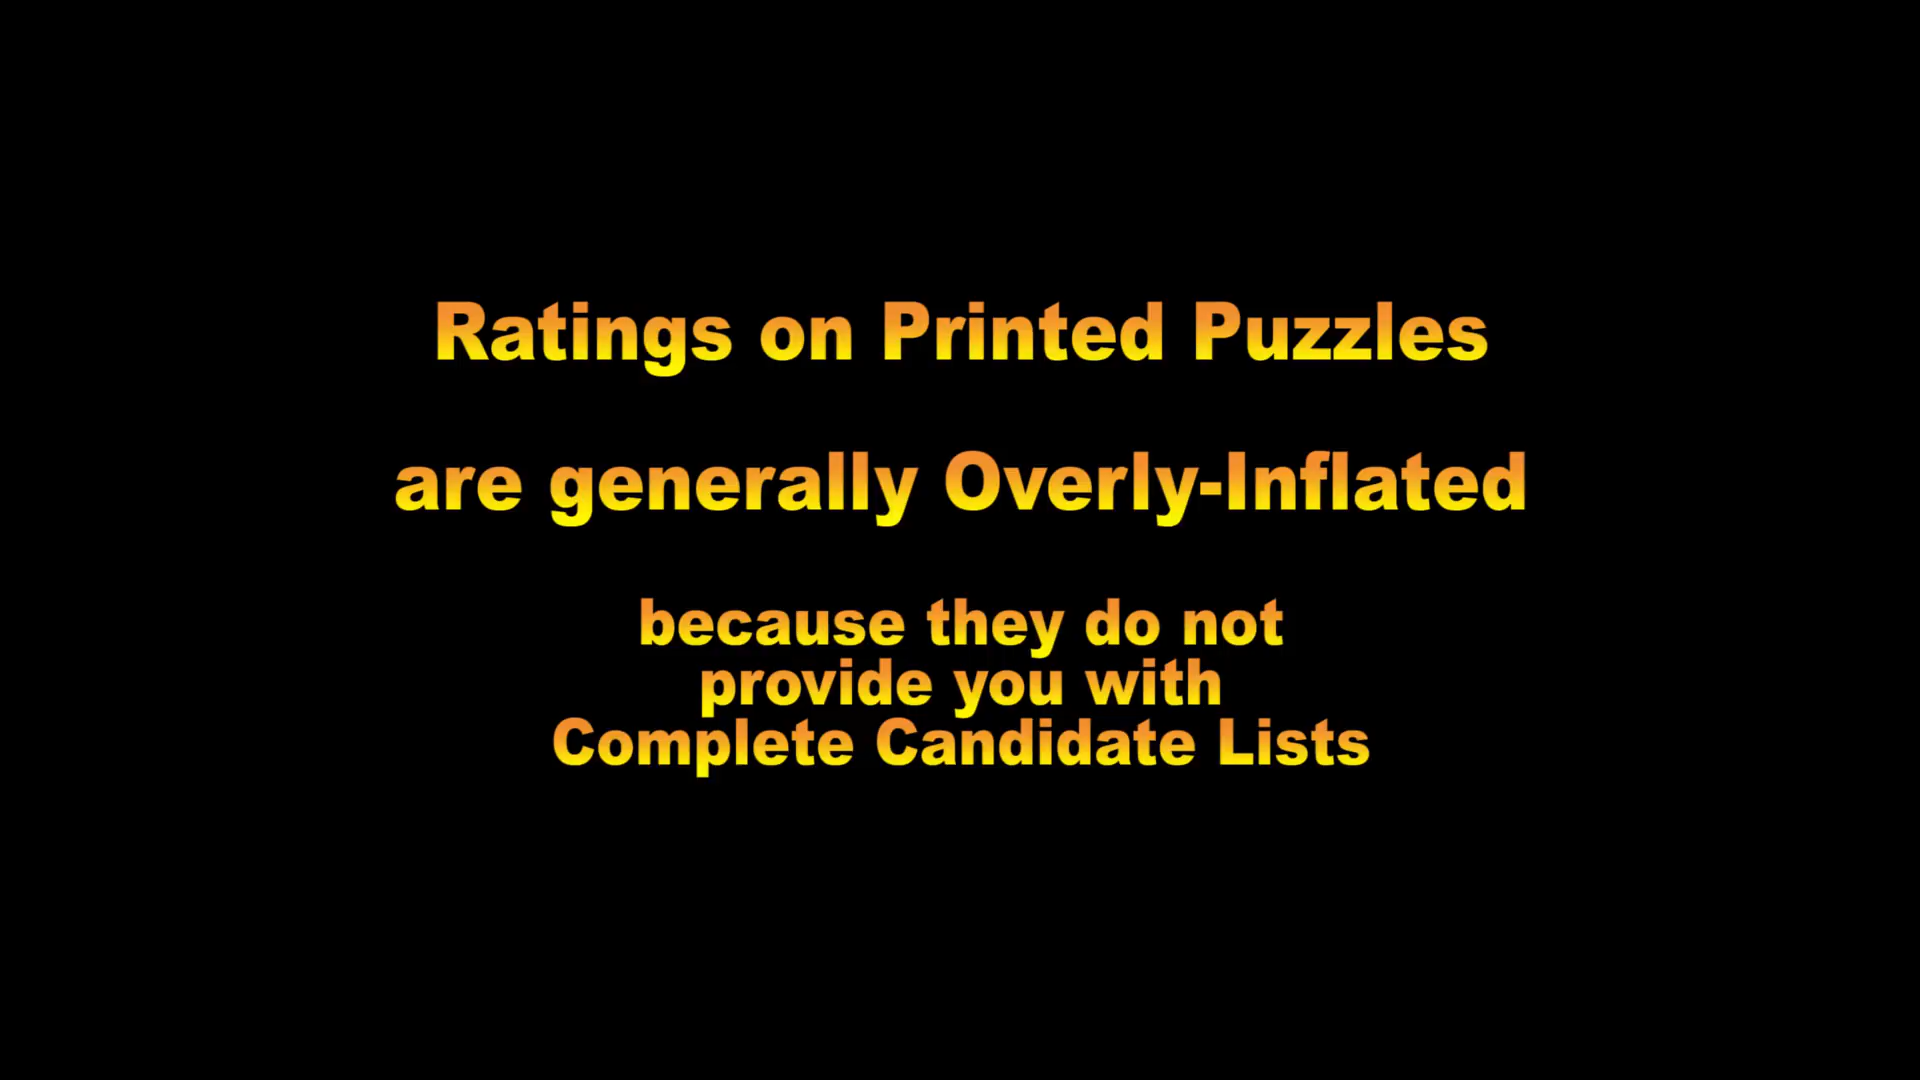 Ratings on Printed Puzzles
are generally Overly-Inflated
because they do not
provide you with
Complete Candidate Lists